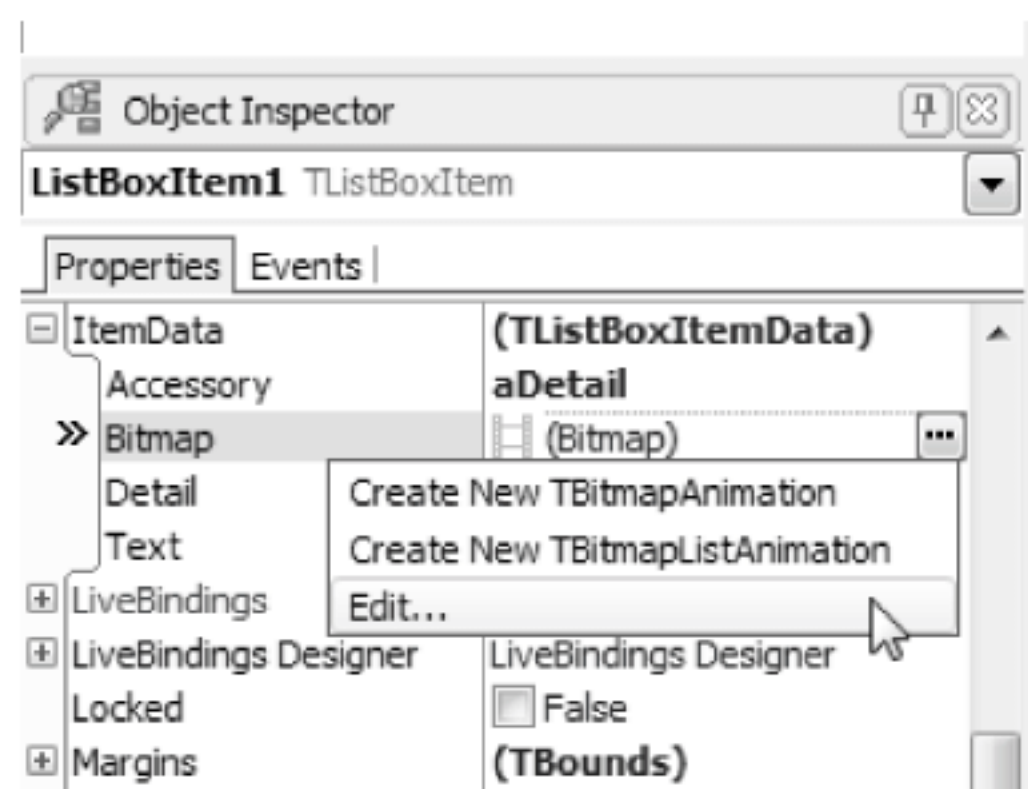 Object Inspector
ListBoxItem1 TListBoxItem
Properties Events
ItemData (TListBoxItemData)
Accessory aDetail
Bitmap (Bitmap) ...
Detail
Create New TBitmapAnimation
Text
Create New TBitmapListAnimation
LiveBindings
Edit...
LiveBindings Designer LiveBindings Designer
Locked False
Margins (TBounds)